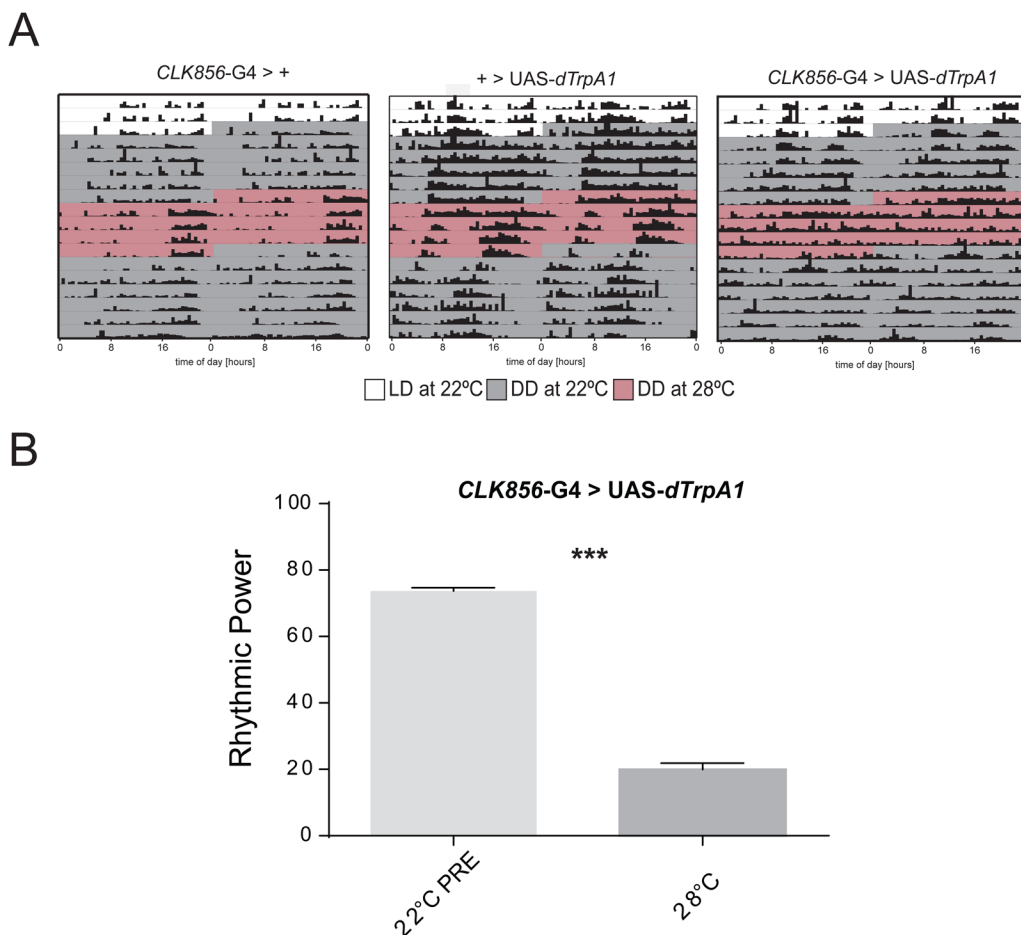 A
CLK856-G4 > +
+ > UAS-dTrpA1
CLK856-G4 > UAS-dTrpA1
0 8 16 0 8 16 0
0 8 16 0 8 16 0
0 8 16 0 8 16
time of day [hours]
time of day [hours]
time of day [hours]
LD at 22ºC DD at 22ºC DD at 28ºC
B
CLK856-G4 > UAS-dTrpA1
***
Rhythmic Power
100
80
60
40
20
0
22°C PRE
28°C